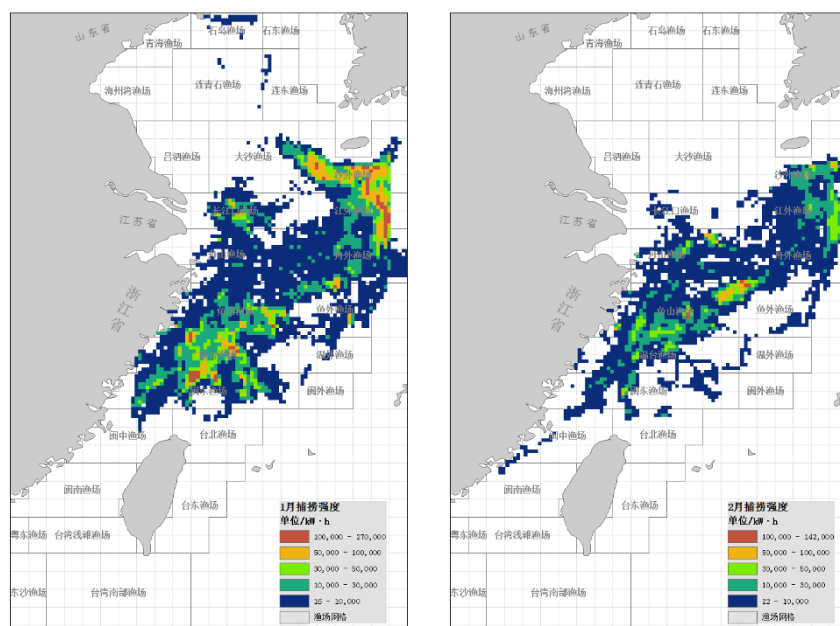 山东省
青海渔场
石岛渔场
石东渔场
海州湾渔场
连青石渔场
连东渔场
吕泗渔场
大沙渔场
沙外渔场
长江口渔场
江外渔场
江苏省
舟外渔场
浙江省
鱼外渔场
温外渔场
闽东渔场
闽外渔场
闽中渔场
台北渔场
闽南渔场
台东渔场
粤东渔场
台湾浅滩渔场
东沙渔场
台湾南部渔场
1月捕捞强度
单位/kW·h
100,000 - 270,000
50,000 - 100,000
30,000 - 50,000
10,000 - 30,000
- 10,000
渔场网格
山东省
青海渔场
石岛渔场
石东渔场
海州湾渔场
连青石渔场
连东渔场
吕泗渔场
大沙渔场
沙外渔场
长江口渔场
江外渔场
江苏省
舟山渔场
舟外渔场
浙江省
鱼山渔场
鱼外渔场
温台渔场
温外渔场
闽东渔场
闽外渔场
闽中渔场
台北渔场
闽南渔场
台东渔场
粤东渔场
台湾浅滩渔场
东沙渔场
台湾南部渔场
2月捕捞强度
单位/kW·h
100,000 - 142,000
50,000 - 100,000
30,000 - 50,000
10,000 - 30,000
22 - 10,000
渔场网格